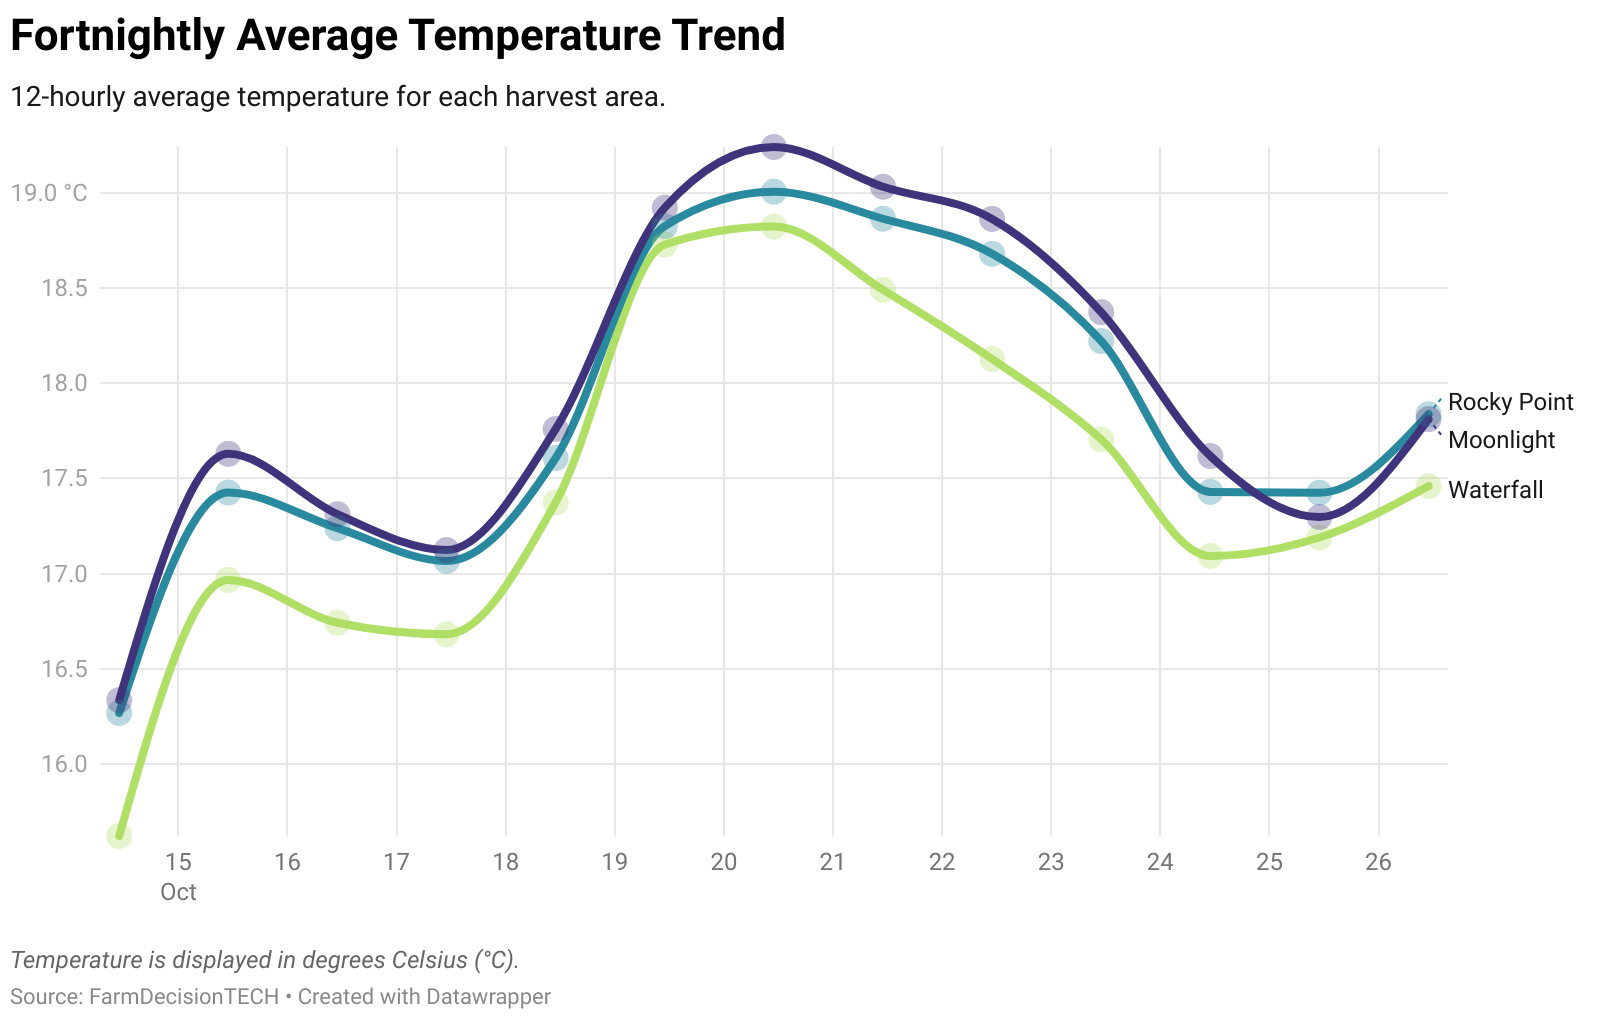 Fortnightly Average Temperature Trend
12-hourly average temperature for each harvest area.
19.0 °C
18.5
18.0
17.5
17.0
16.5
16.0
Rocky Point
Moonlight
Waterfall
15 16 17 18 19 20 21 22 23 24 25 26
Oct
Temperature is displayed in degrees Celsius (°C).
Source: FarmDecisionTECH • Created with Datawrapper